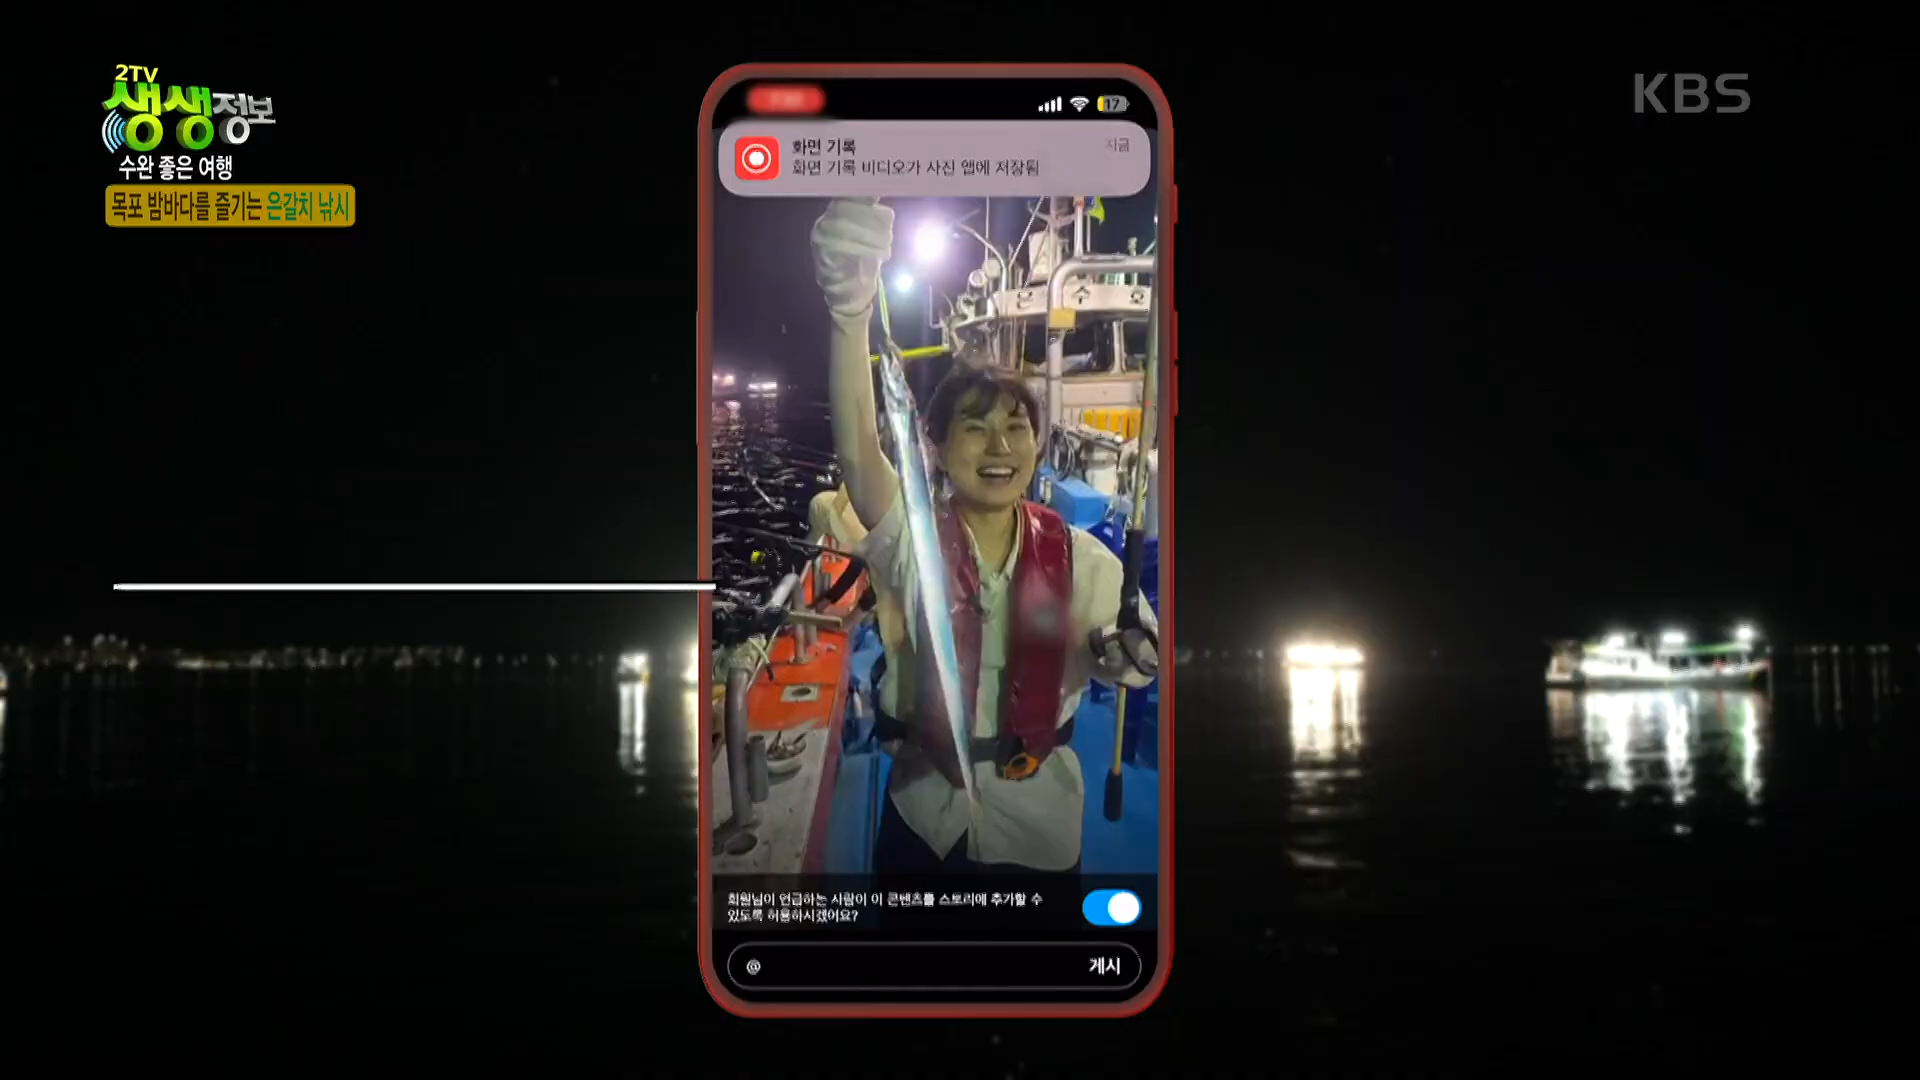 2TV
생생정보
수완 좋은 여행
목포 밤바다를 즐기는 은갈치 낚시
KBS
17
화면 기록
지금
화면 기록 비디오가 사진 앱에 저장됨
은 수 호
회원님이 언급하는 사람이 이 콘텐츠를 스토리에 추가할 수
있도록 허용하시겠어요?
@
게시